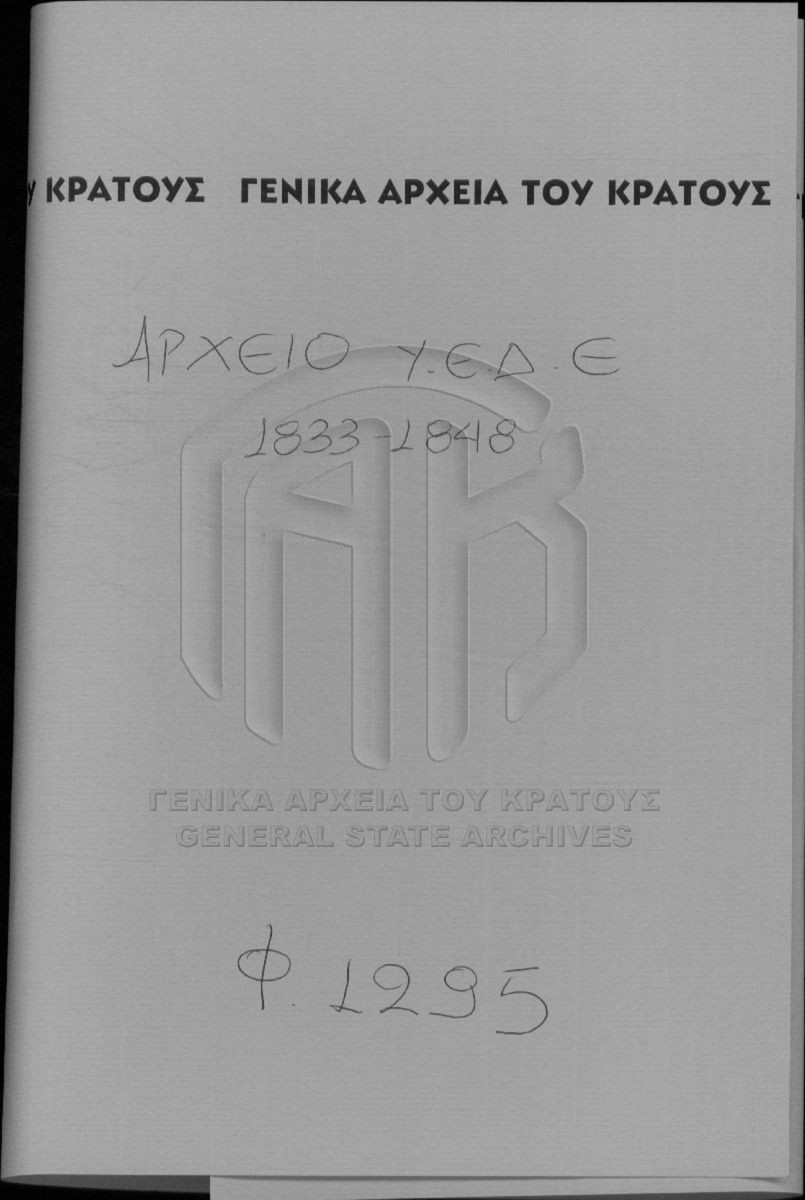 Υ ΚΡΑΤΟΥΣ ΓΕΝΙΚΑ ΑΡΧΕΙΑ ΤΟΥ ΚΡΑΤΟΥΣ
ΑΡΧΕΙΟ Υ.Ε.Δ.Ε
1833-1848
ΓΑΚ
ΓΕΝΙΚΑ ΑΡΧΕΙΑ ΤΟΥ ΚΡΑΤΟΥΣ
GENERAL STATE ARCHIVES
Φ. 1295